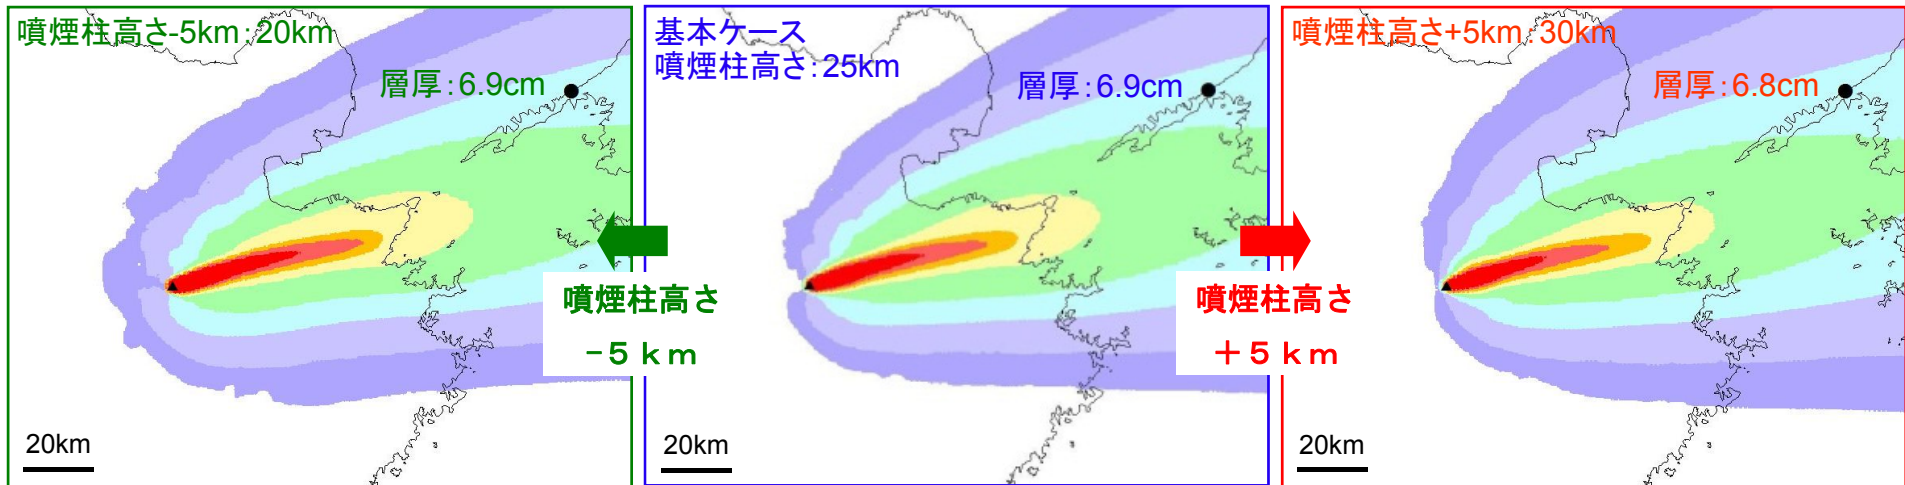 噴煙柱高さ-5km:20km
層厚:6.9cm
20km
噴煙柱高さ
-5km
基本ケース
噴煙柱高さ:25km
層厚:6.9cm
20km
噴煙柱高さ
+5km
噴煙柱高さ+5km:30km
層厚:6.8cm
20km